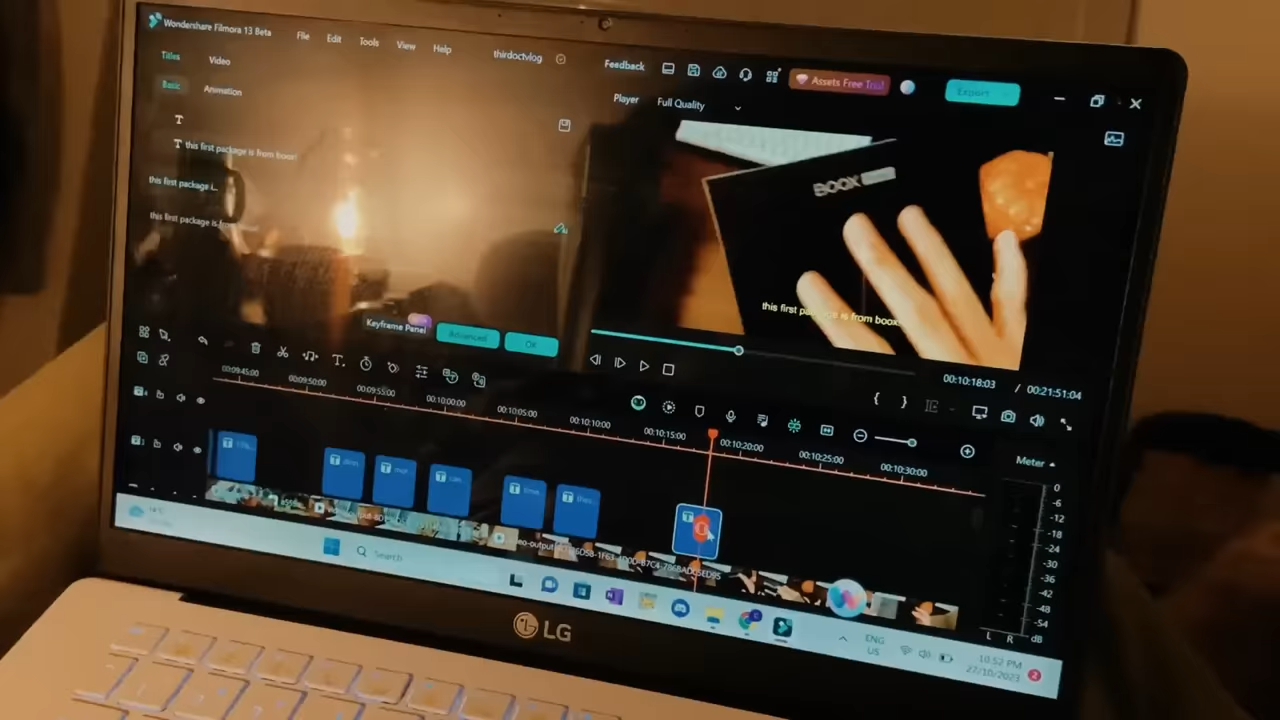 Wondershare Filmora 13 Beta
File Edit Tools View Help
thirdoctvlog
Feedback
Assets Free Trial
Export
Titles Video
Basic Animation
Player Full Quality
T
T this first package is from boox!
this first package i...
this first package is
BOOX
this first package is from boox
Keyframe Panel
Advanced
OK
00:10:18:03 / 00:21:51:04
00:09:45:00 00:09:50:00 00:09:55:00 00:10:00:00 00:10:05:00 00:10:10:00 00:10:15:00 00:10:20:00 00:10:25:00 00:10:30:00
Meter
0
-6
-12
-18
-24
-30
-36
-42
-48
-54
L R dB
Search
ENG
US
10:52 PM
27/10/2023
2
LG